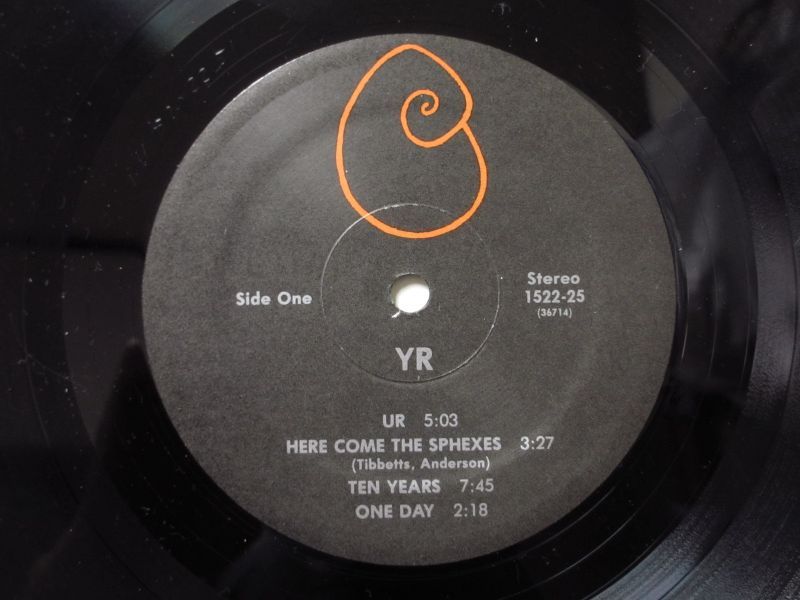 Side One
Stereo
1522-25
(36714)
YR
UR 5:03
HERE COME THE SPHEXES 3:27
(Tibbetts, Anderson)
TEN YEARS 7:45
ONE DAY 2:18